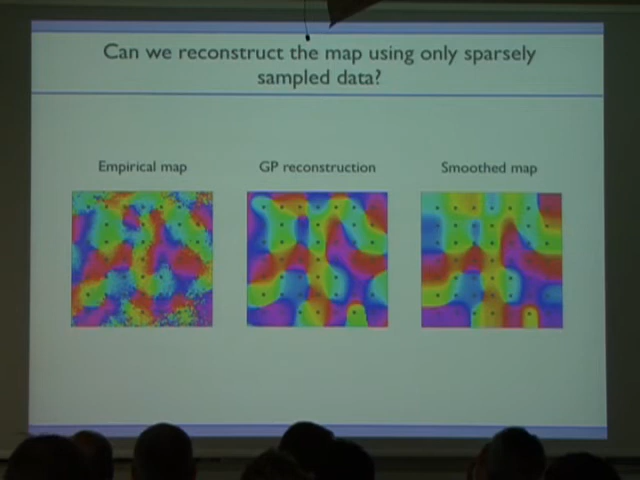 Can we reconstruct the map using only sparsely
sampled data?
Empirical map
GP reconstruction
Smoothed map